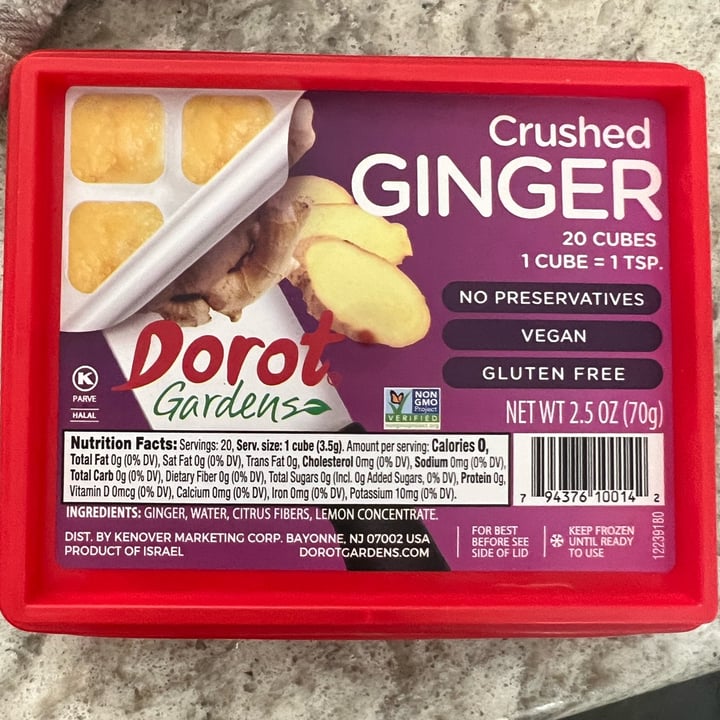 Crushed
GINGER
20 CUBES
1 CUBE = 1 TSP.
NO PRESERVATIVES
VEGAN
GLUTEN FREE
NET WT 2.5 OZ (70g)
Dorot
Gardens
K
PARVE
HALAL
NON
GMO
Project
VERIFIED
nongmoproject.org
Nutrition Facts: Servings: 20, Serv. size: 1 cube (3.5g). Amount per serving: Calories 0,
Total Fat 0g (0% DV), Sat Fat 0g (0% DV), Trans Fat 0g, Cholesterol 0mg (0% DV), Sodium 0mg (0% DV),
Total Carb 0g (0% DV), Dietary Fiber 0g (0% DV), Total Sugars 0g (Incl. 0g Added Sugars, 0% DV), Protein 0g,
Vitamin D 0mcg (0% DV), Calcium 0mg (0% DV), Iron 0mg (0% DV), Potassium 10mg (0% DV).
7 94376 10014 2
INGREDIENTS: GINGER, WATER, CITRUS FIBERS, LEMON CONCENTRATE.
DIST. BY KENOVER MARKETING CORP. BAYONNE, NJ 07002 USA
PRODUCT OF ISRAEL DOROTGARDENS.COM
FOR BEST
BEFORE SEE
SIDE OF LID
KEEP FROZEN
UNTIL READY
TO USE
12239180